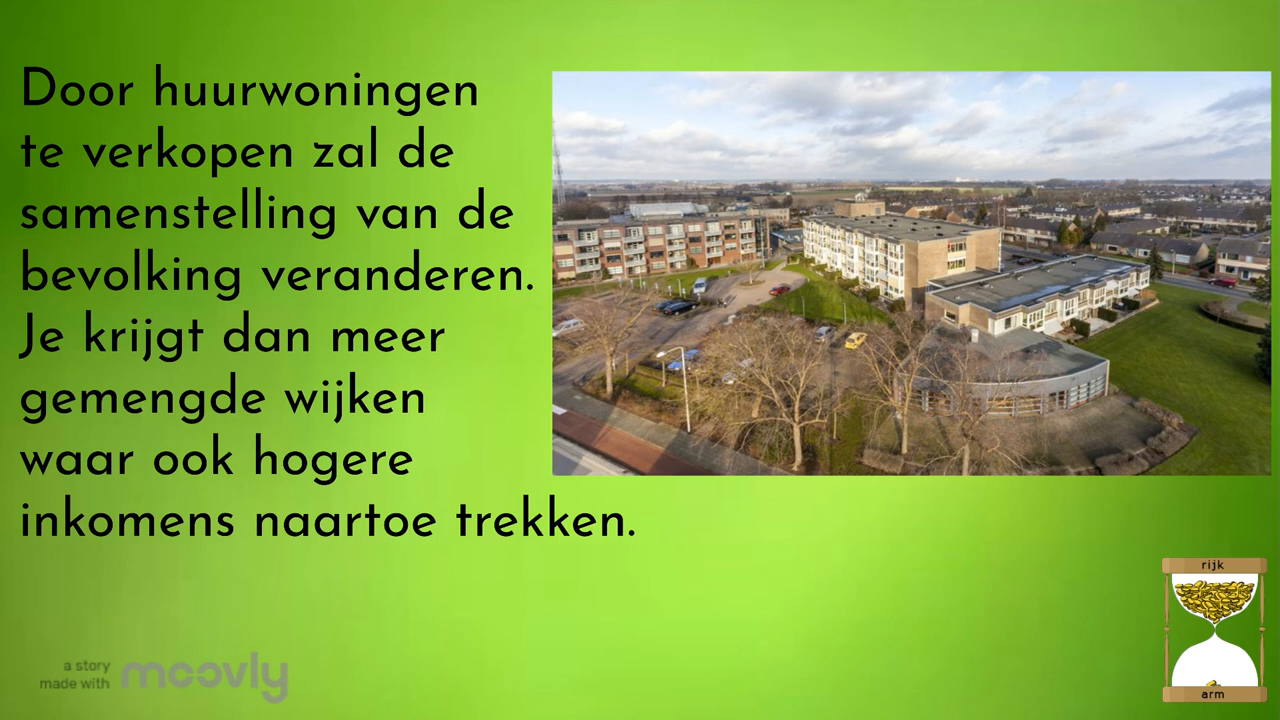 Door huurwoningen
te verkopen zal de
samenstelling van de
bevolking veranderen.
Je krijgt dan meer
gemengde wijken
waar ook hogere
inkomens naartoe trekken.
rijk
arm
a story
made with
moovly